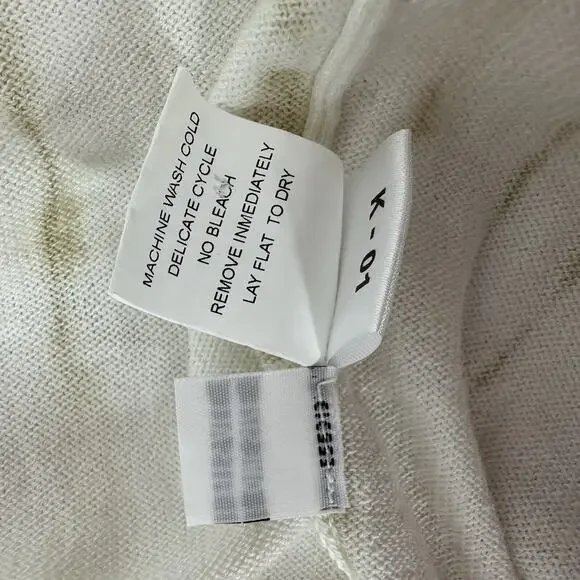 MACHINE WASH COLD
DELICATE CYCLE
NO BLEACH
REMOVE INMEDIATELY
LAY FLAT TO DRY
K - 01